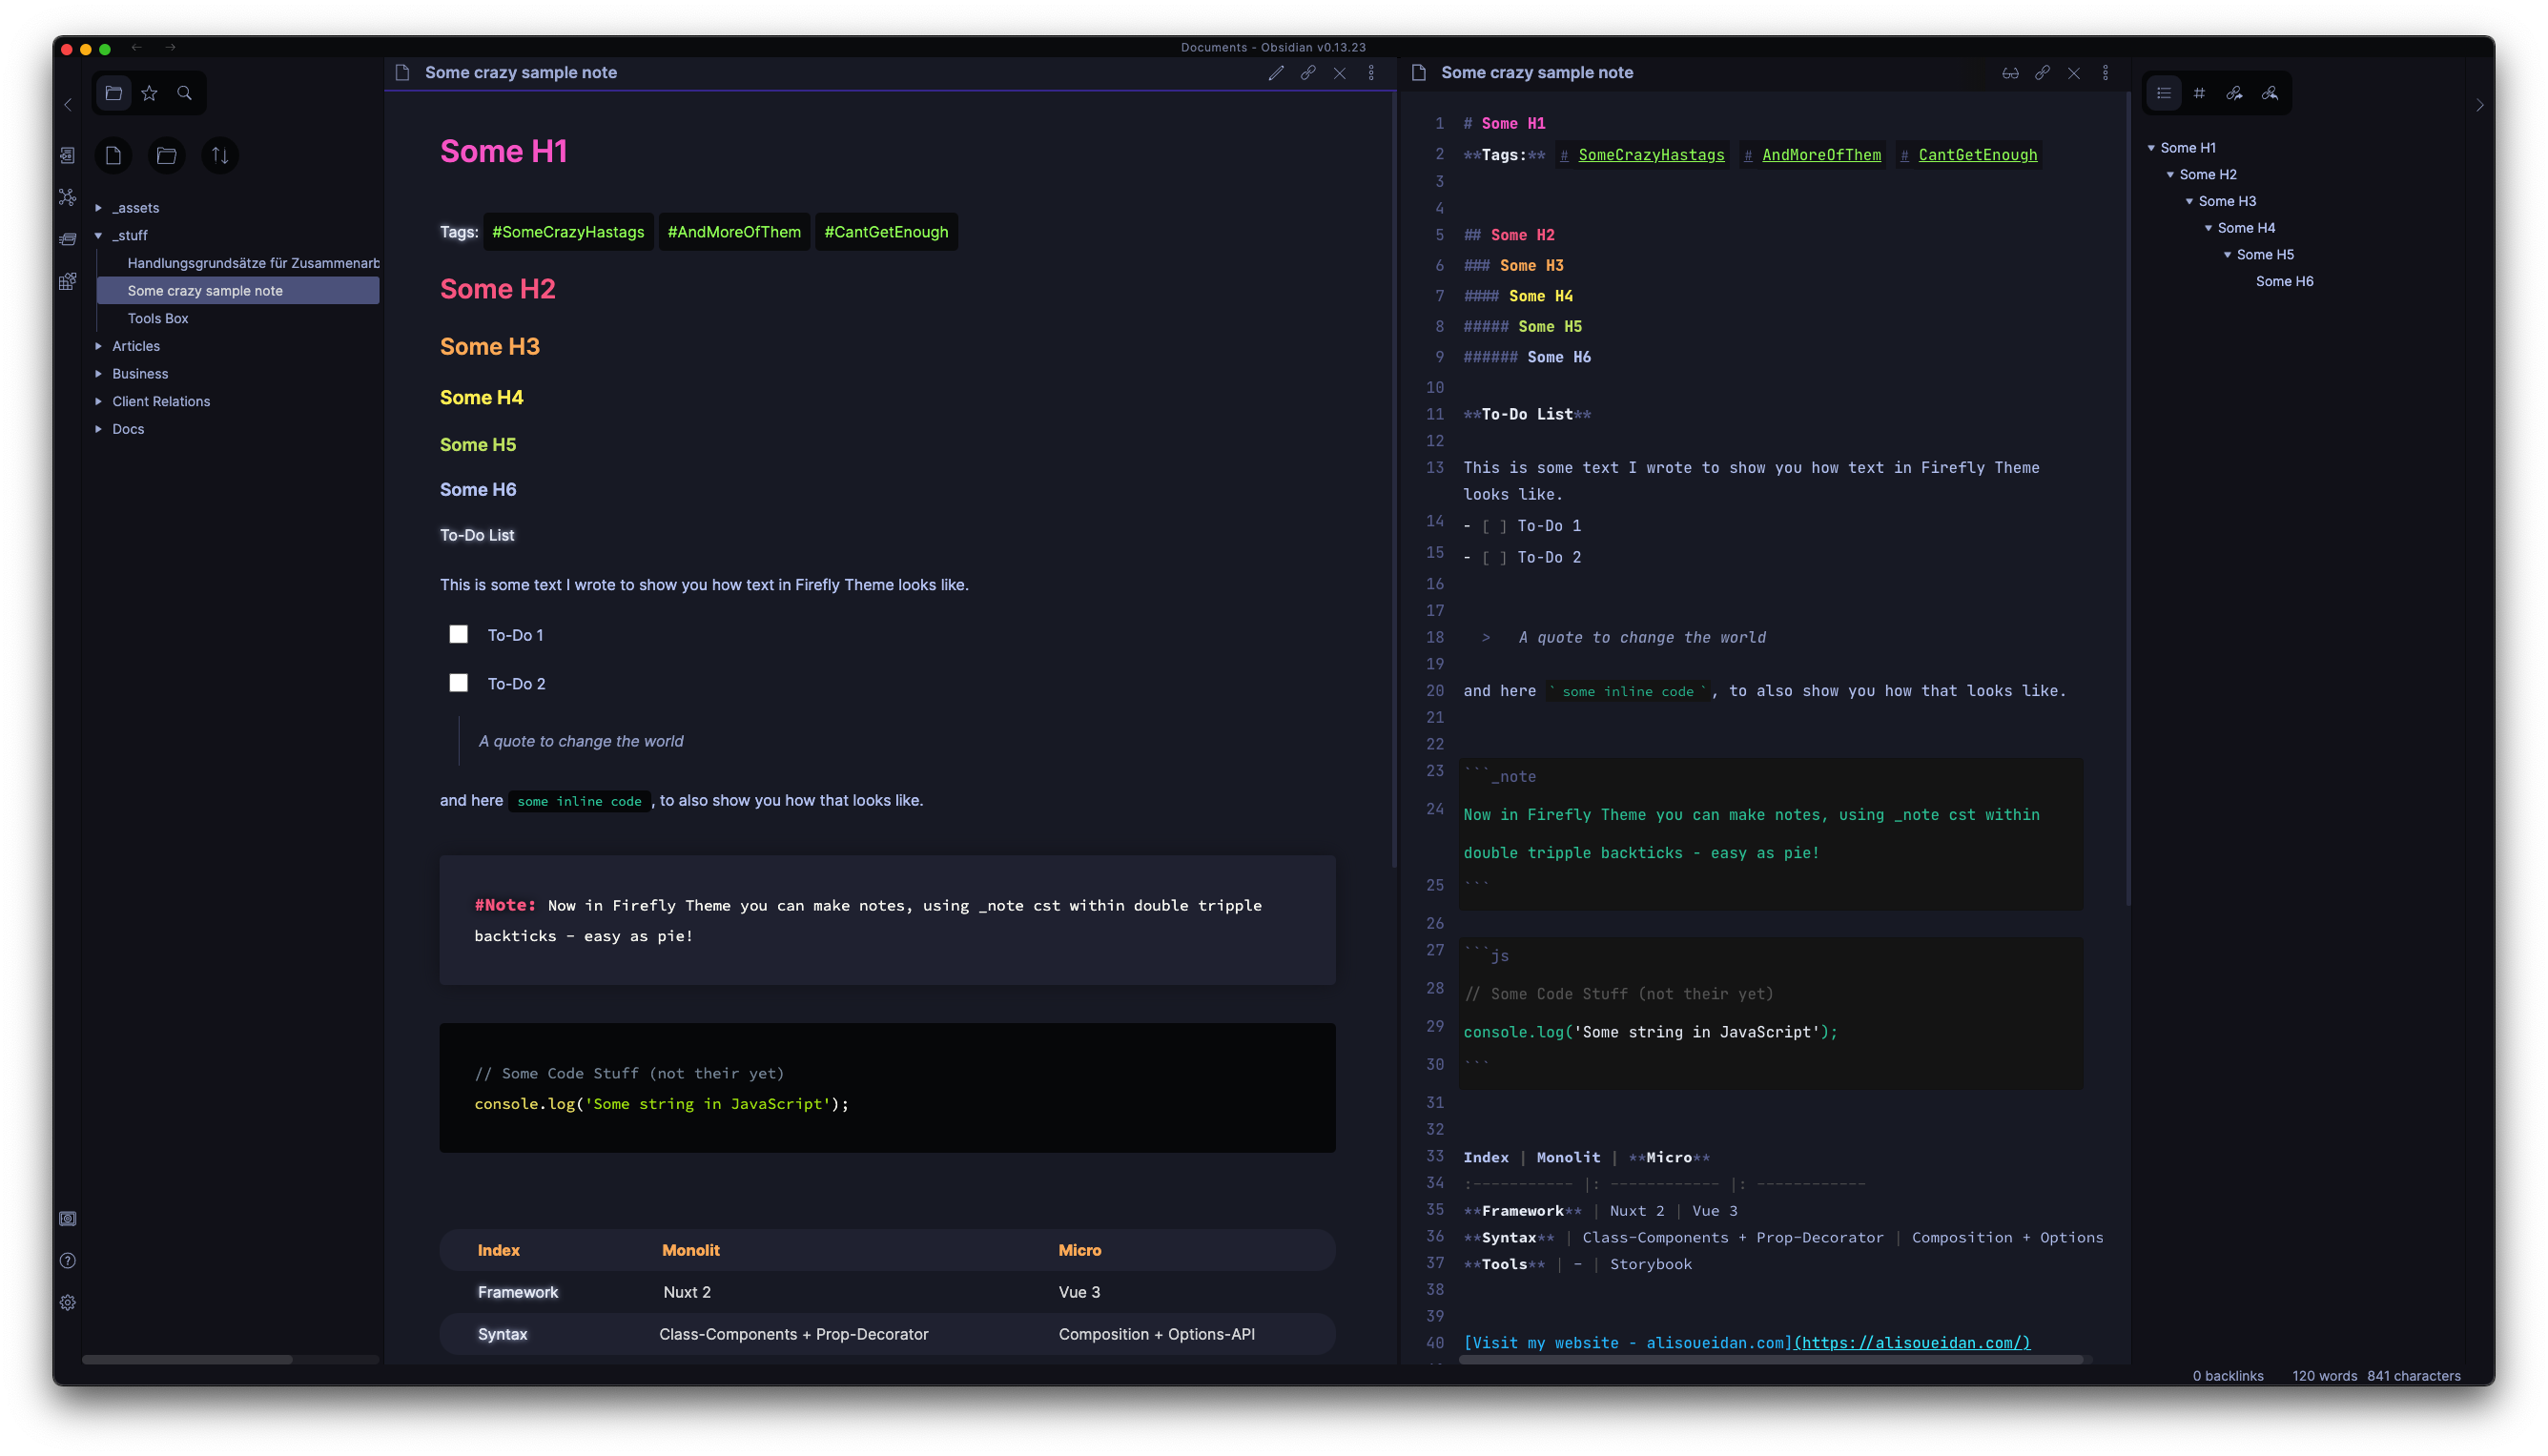 Documents - Obsidian v0.13.23
_assets
_stuff
Handlungsgrundsätze für Zusammenarb
Some crazy sample note
Tools Box
Articles
Business
Client Relations
Docs
Some crazy sample note
Some H1
Tags: #SomeCrazyHastags #AndMoreOfThem #CantGetEnough
Some H2
Some H3
Some H4
Some H5
Some H6
To-Do List
This is some text I wrote to show you how text in Firefly Theme looks like.
To-Do 1
To-Do 2
A quote to change the world
and here some inline code, to also show you how that looks like.
#Note: Now in Firefly Theme you can make notes, using _note cst within double tripple
backticks - easy as pie!
// Some Code Stuff (not their yet)
console.log('Some string in JavaScript');
Index Monolit Micro
Framework Nuxt 2 Vue 3
Syntax Class-Components + Prop-Decorator Composition + Options-API
Some crazy sample note
1 # Some H1
2 **Tags:** # SomeCrazyHastags # AndMoreOfThem # CantGetEnough
3
4
5 ## Some H2
6 ### Some H3
7 #### Some H4
8 ##### Some H5
9 ###### Some H6
10
11 **To-Do List**
12
13 This is some text I wrote to show you how text in Firefly Theme
looks like.
14 - [ ] To-Do 1
15 - [ ] To-Do 2
16
17
18 > A quote to change the world
19
20 and here `some inline code`, to also show you how that looks like.
21
22
23 ```_note
24 Now in Firefly Theme you can make notes, using _note cst within
double tripple backticks - easy as pie!
25 ```
26
27 ```js
28 // Some Code Stuff (not their yet)
29 console.log('Some string in JavaScript');
30 ```
31
32
33 Index | Monolit | **Micro**
34 :----------- |: ------------ |: ------------
35 **Framework** | Nuxt 2 | Vue 3
36 **Syntax** | Class-Components + Prop-Decorator | Composition + Options
37 **Tools** | - | Storybook
38
39
40 [Visit my website - alisoueidan.com](https://alisoueidan.com/)
Some H1
Some H2
Some H3
Some H4
Some H5
Some H6
0 backlinks 120 words 841 characters